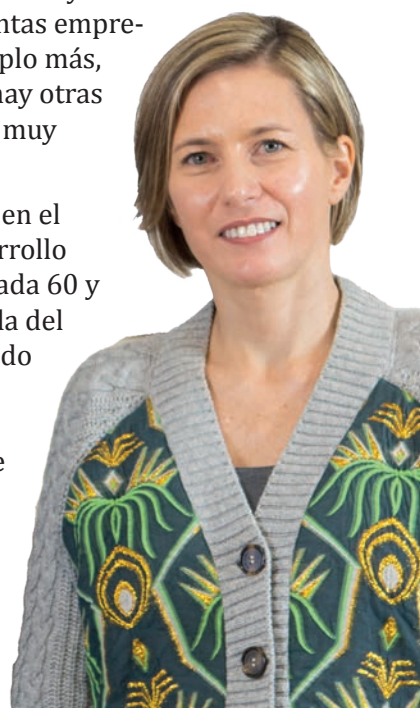 ntas empre-
plo más,
hay otras
muy
en el
rrollo
ada 60 y
la del
do
e